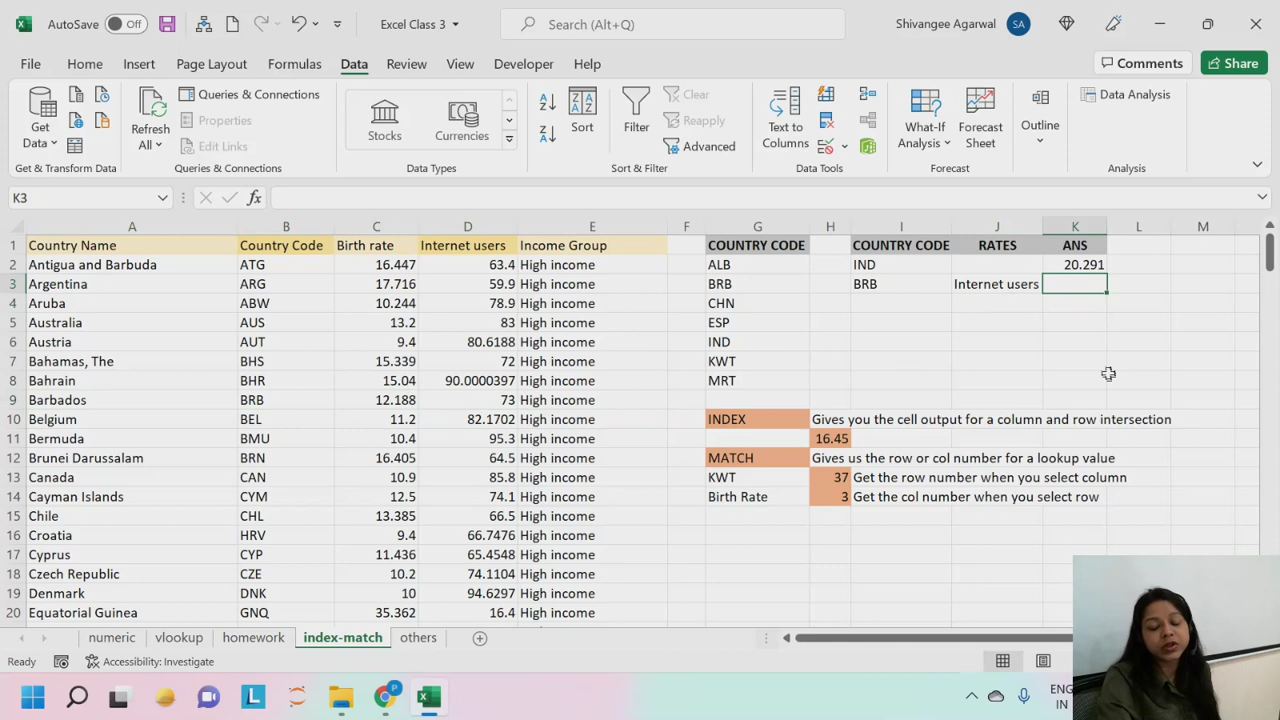 AutoSave Off Excel Class 3 Search (Alt+Q) Shivangee Agarwal SA
File Home Insert Page Layout Formulas Data Review View Developer Help Comments Share
Get Data Refresh All Queries & Connections Properties Edit Links Stocks Currencies Sort Filter Clear Reapply Advanced Text to Columns What-If Analysis Forecast Sheet Outline Data Analysis
Get & Transform Data Queries & Connections Data Types Sort & Filter Data Tools Forecast Analysis
K3 fx
A B C D E F G H I J K L M
1 Country Name Country Code Birth rate Internet users Income Group COUNTRY CODE COUNTRY CODE RATES ANS
2 Antigua and Barbuda ATG 16.447 63.4 High income ALB IND 20.291
3 Argentina ARG 17.716 59.9 High income BRB BRB Internet users
4 Aruba ABW 10.244 78.9 High income CHN
5 Australia AUS 13.2 83 High income ESP
6 Austria AUT 9.4 80.6188 High income IND
7 Bahamas, The BHS 15.339 72 High income KWT
8 Bahrain BHR 15.04 90.0000397 High income MRT
9 Barbados BRB 12.188 73 High income
10 Belgium BEL 11.2 82.1702 High income INDEX Gives you the cell output for a column and row intersection
11 Bermuda BMU 10.4 95.3 High income 16.45
12 Brunei Darussalam BRN 16.405 64.5 High income MATCH Gives us the row or col number for a lookup value
13 Canada CAN 10.9 85.8 High income KWT 37 Get the row number when you select column
14 Cayman Islands CYM 12.5 74.1 High income Birth Rate 3 Get the col number when you select row
15 Chile CHL 13.385 66.5 High income
16 Croatia HRV 9.4 66.7476 High income
17 Cyprus CYP 11.436 65.4548 High income
18 Czech Republic CZE 10.2 74.1104 High income
19 Denmark DNK 10 94.6297 High income
20 Equatorial Guinea GNQ 35.362 16.4 High income
numeric vlookup homework index-match others
Ready Accessibility: Investigate
ENG
IN